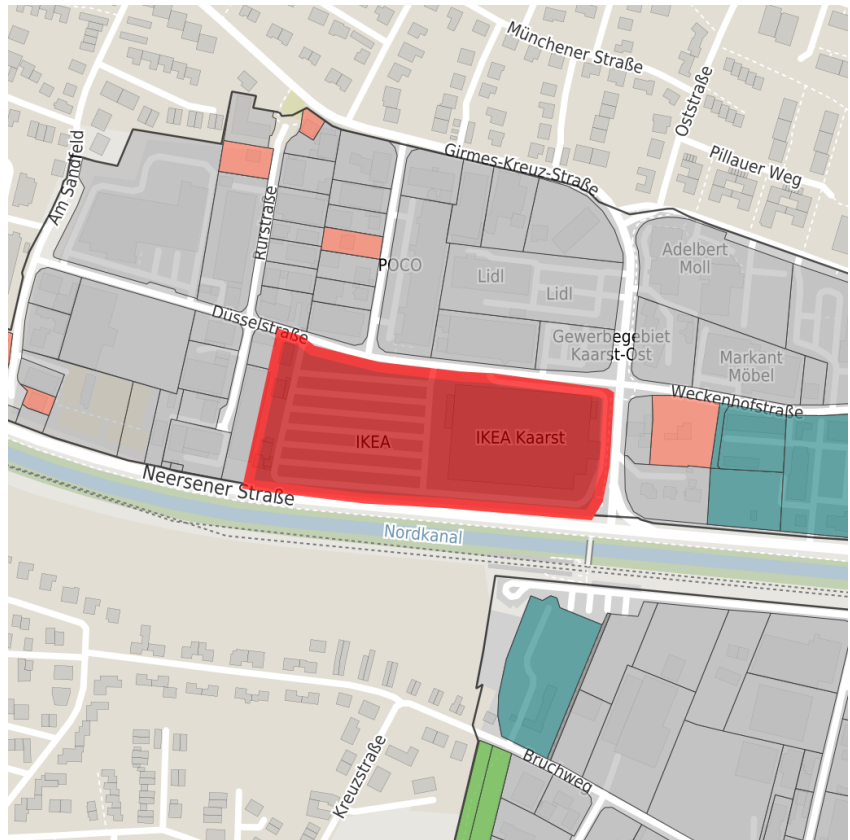 Münchener Straße
Oststraße
Pillauer Weg
Am Sandfeld
Girmes-Kreuz-Straße
Rurstraße
POCO
Adelbert
Moll
Lidl
Lidl
Düsselstraße
Gewerbegebiet
Kaarst-Ost
Markant
Möbel
Weckenhofstraße
IKEA
IKEA Kaarst
Neersener Straße
Nordkanal
Kreuzstraße
Bruchweg